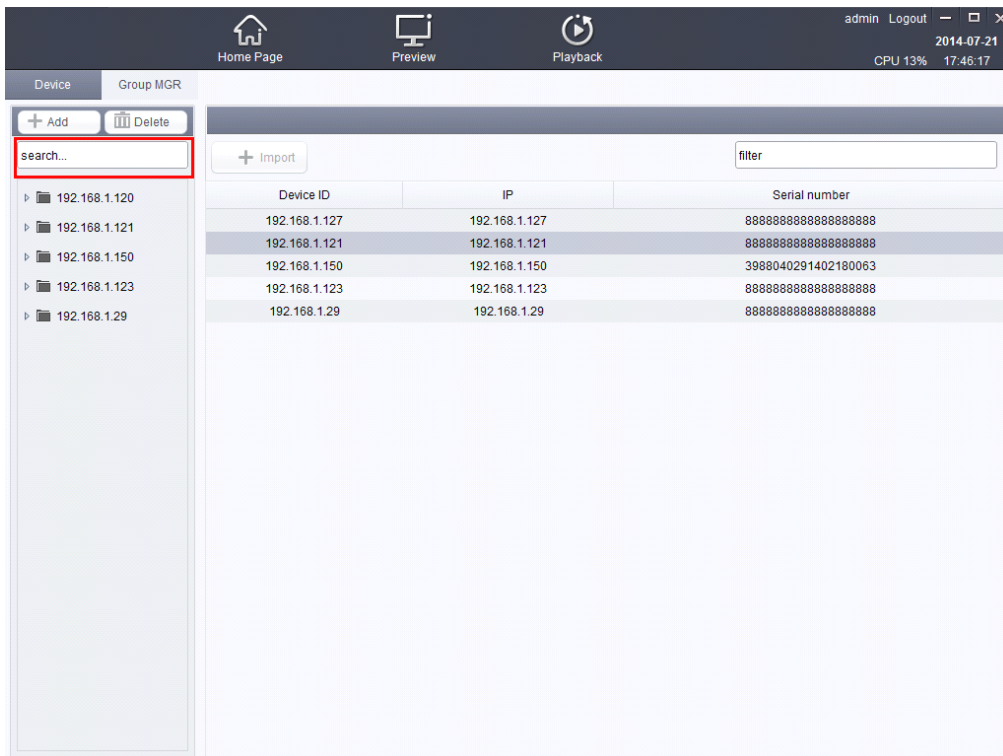 admin Logout
2014-07-21
Home Page Preview Playback
CPU 13% 17:46:17
Device Group MGR
Add Delete
search...
Import filter
Device ID IP Serial number
192.168.1.120
192.168.1.121
192.168.1.150
192.168.1.123
192.168.1.29
192.168.1.127 192.168.1.127 8888888888888888888
192.168.1.121 192.168.1.121 8888888888888888888
192.168.1.150 192.168.1.150 3988040291402180063
192.168.1.123 192.168.1.123 8888888888888888888
192.168.1.29 192.168.1.29 8888888888888888888